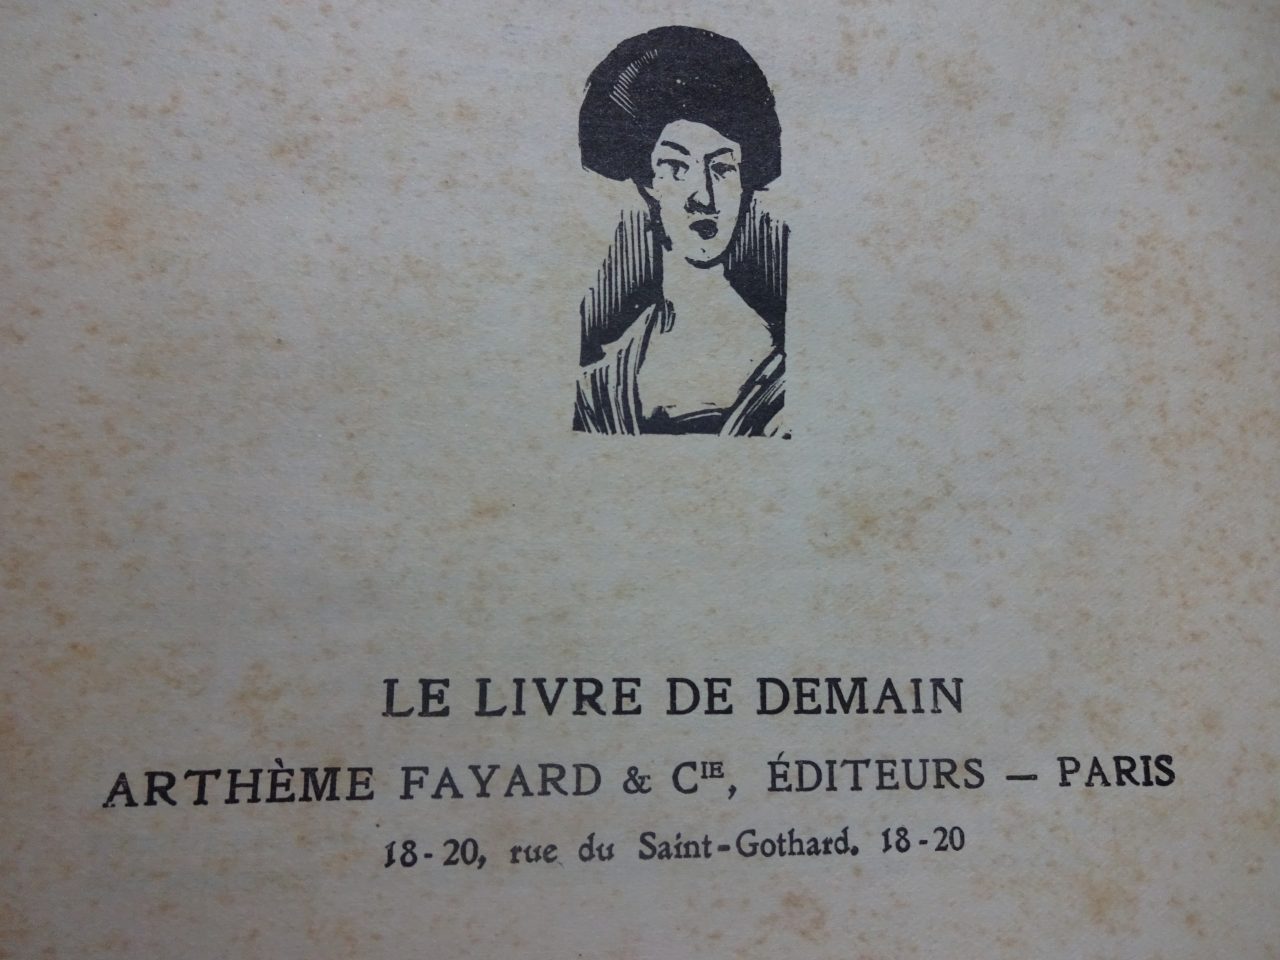 LE LIVRE DE DEMAIN
ARTHÈME FAYARD & CIE, ÉDITEURS — PARIS
18-20, rue du Saint-Gothard. 18-20